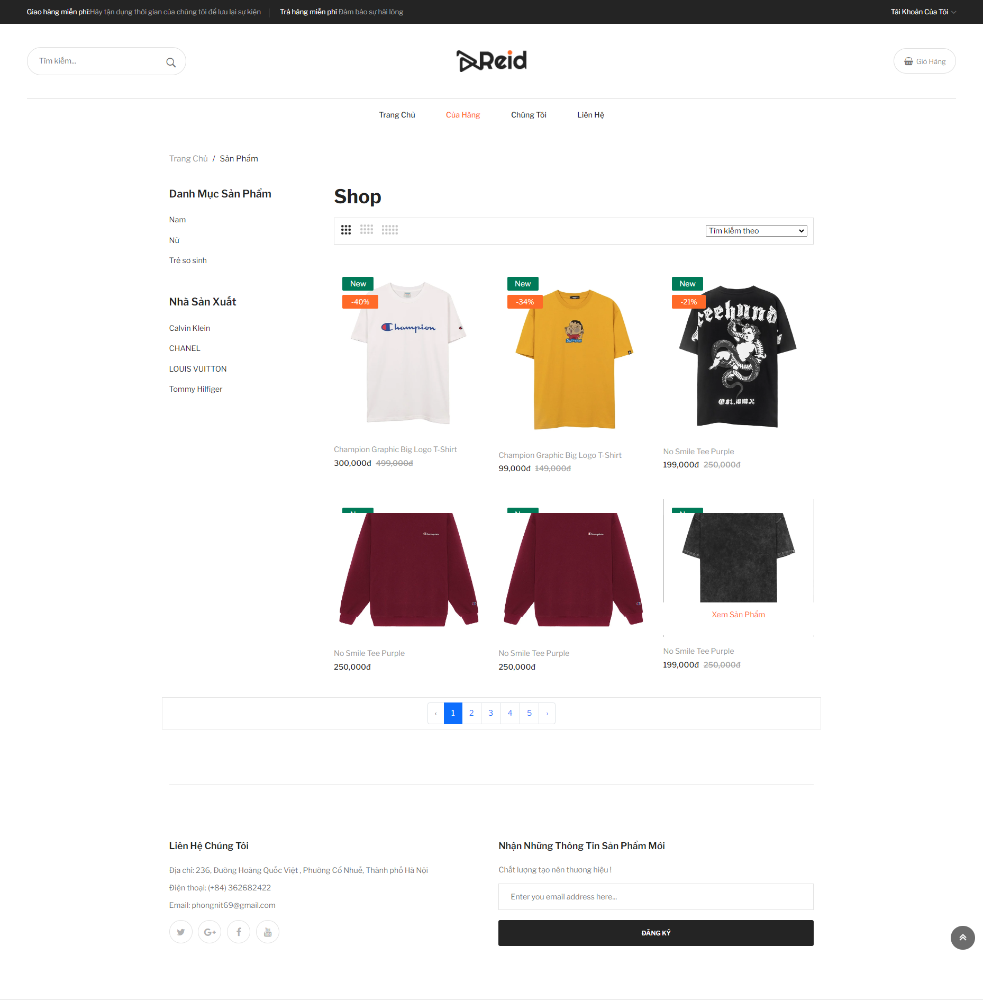 Giao hàng miễn phí:Hãy tận dụng thời gian của chúng tôi để lưu lại sự kiện
Trả hàng miễn phí Đảm bảo sự hài lòng
Tài Khoản Của Tôi
Tìm kiếm...
Reid
Giỏ Hàng
Trang Chủ
Của Hàng
Chúng Tôi
Liên Hệ
Trang Chủ / Sản Phẩm
Danh Mục Sản Phẩm
Nam
Nữ
Trẻ sơ sinh
Nhà Sản Xuất
Calvin Klein
CHANEL
LOUIS VUITTON
Tommy Hilfiger
Shop
Tìm kiếm theo
New
-40%
Champion
New
-34%
New
-21%
Est.mmx
Champion Graphic Big Logo T-Shirt
300,000đ 499,000đ
Champion Graphic Big Logo T-Shirt
99,000đ 149,000đ
No Smile Tee Purple
199,000đ 250,000đ
Champion
Champion
Xem Sản Phẩm
No Smile Tee Purple
250,000đ
No Smile Tee Purple
250,000đ
No Smile Tee Purple
199,000đ 250,000đ
‹ 1 2 3 4 5 ›
Liên Hệ Chúng Tôi
Địa chỉ: 236, Đường Hoàng Quốc Việt , Phường Cổ Nhuế, Thành phố Hà Nội
Điện thoại: (+84) 362682422
Email: phongnit69@gmail.com
Nhận Những Thông Tin Sản Phẩm Mới
Chất lượng tạo nên thương hiệu !
Enter you email address here...
ĐĂNG KÝ